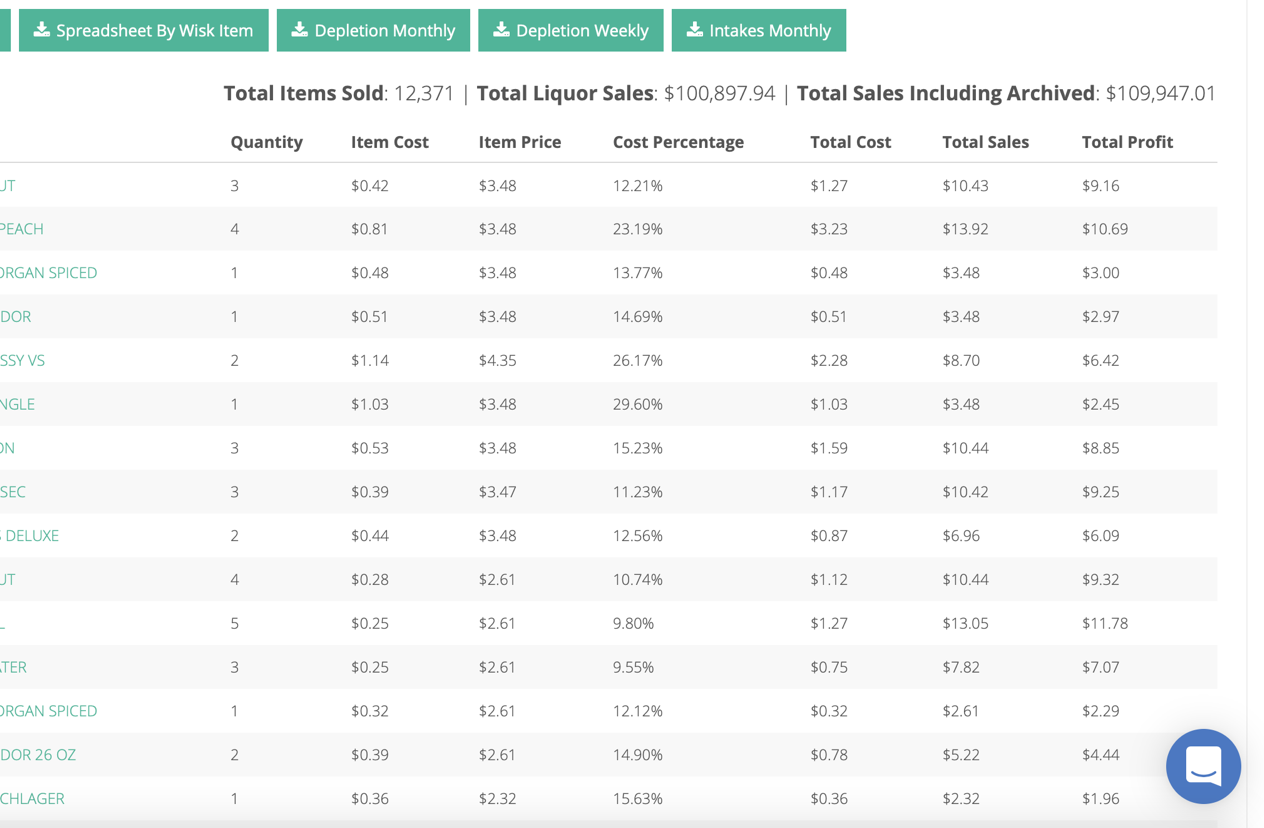 Spreadsheet By Wisk Item Depletion Monthly Depletion Weekly Intakes Monthly
Total Items Sold: 12,371 | Total Liquor Sales: $100,897.94 | Total Sales Including Archived: $109,947.01
Quantity Item Cost Item Price Cost Percentage Total Cost Total Sales Total Profit
UT 3 $0.42 $3.48 12.21% $1.27 $10.43 $9.16
PEACH 4 $0.81 $3.48 23.19% $3.23 $13.92 $10.69
ORGAN SPICED 1 $0.48 $3.48 13.77% $0.48 $3.48 $3.00
DOR 1 $0.51 $3.48 14.69% $0.51 $3.48 $2.97
SSY VS 2 $1.14 $4.35 26.17% $2.28 $8.70 $6.42
NGLE 1 $1.03 $3.48 29.60% $1.03 $3.48 $2.45
ON 3 $0.53 $3.48 15.23% $1.59 $10.44 $8.85
SEC 3 $0.39 $3.47 11.23% $1.17 $10.42 $9.25
S DELUXE 2 $0.44 $3.48 12.56% $0.87 $6.96 $6.09
UT 4 $0.28 $2.61 10.74% $1.12 $10.44 $9.32
L 5 $0.25 $2.61 9.80% $1.27 $13.05 $11.78
ATER 3 $0.25 $2.61 9.55% $0.75 $7.82 $7.07
ORGAN SPICED 1 $0.32 $2.61 12.12% $0.32 $2.61 $2.29
DOR 26 OZ 2 $0.39 $2.61 14.90% $0.78 $5.22 $4.44
CHLAGER 1 $0.36 $2.32 15.63% $0.36 $2.32 $1.96